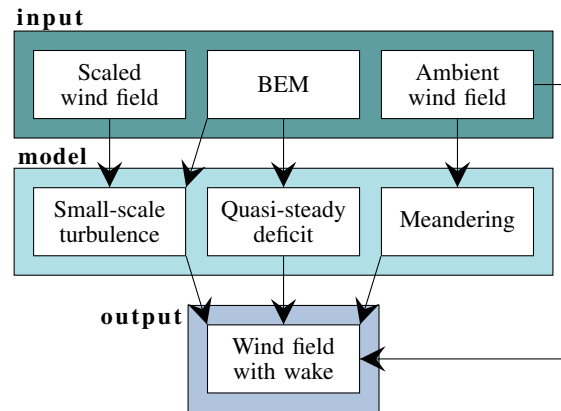 input
Scaled
wind field
BEM
Ambient
wind field
model
Small-scale
turbulence
Quasi-steady
deficit
Meandering
output
Wind field
with wake